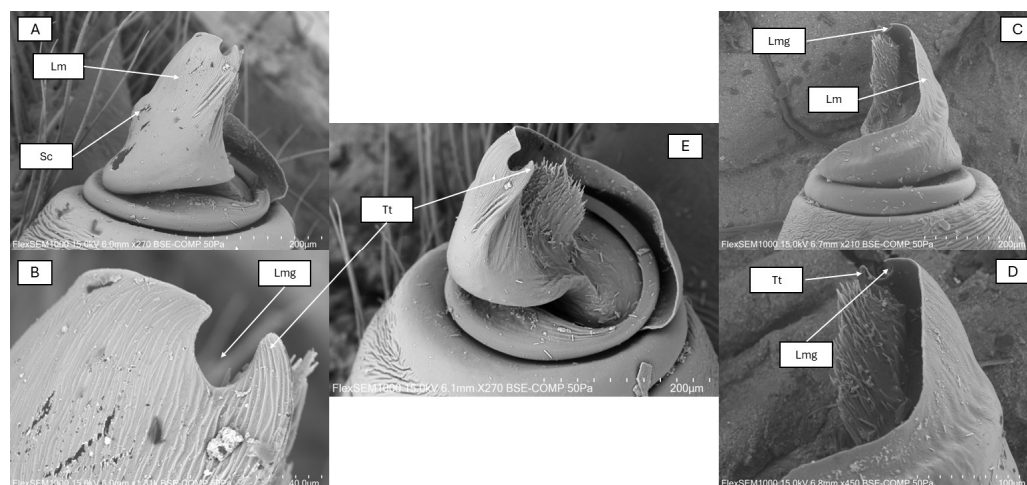 A
Lm
Sc
FlexSEM1000 15.0kV 6.0mm x270 BSE-COMP 50Pa 200µm
B
Lmg
40.0µm
E
Tt
FlexSEM1000 15.0kV 6.1mm X270 BSE-COMP 50Pa 200µm
C
Lmg
Lm
FlexSEM1000 15.0kV 6.7mm x210 BSE-COMP 50Pa 200µm
D
Tt
Lmg
FlexSEM1000 15.0kV 6.8mm x450 BSE-COMP 50Pa 100µm